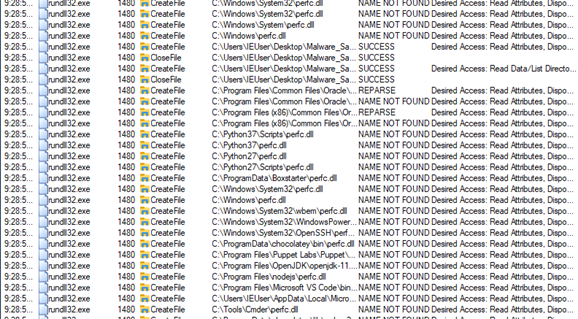 9:28:5... rundll32.exe 1480 CreateFile C:\Windows\System32\perfc.dll NAME NOT FOUND Desired Access: Read Attributes, Dispo...
9:28:5... rundll32.exe 1480 CreateFile C:\Windows\System32\perfc.dll NAME NOT FOUND Desired Access: Read Attributes, Dispo...
9:28:5... rundll32.exe 1480 CreateFile C:\Windows\System\perfc.dll NAME NOT FOUND Desired Access: Read Attributes, Dispo...
9:28:5... rundll32.exe 1480 CreateFile C:\Windows\perfc.dll NAME NOT FOUND Desired Access: Read Attributes, Dispo...
9:28:5... rundll32.exe 1480 CreateFile C:\Users\IEUser\Desktop\Malware_Sa... SUCCESS Desired Access: Read Attributes, Dispo...
9:28:5... rundll32.exe 1480 CloseFile C:\Users\IEUser\Desktop\Malware_Sa... SUCCESS
9:28:5... rundll32.exe 1480 CreateFile C:\Users\IEUser\Desktop\Malware_Sa... SUCCESS Desired Access: Read Data/List Directo...
9:28:5... rundll32.exe 1480 CloseFile C:\Users\IEUser\Desktop\Malware_Sa... SUCCESS
9:28:5... rundll32.exe 1480 CreateFile C:\Program Files\Common Files\Oracle\... REPARSE Desired Access: Read Attributes, Dispo...
9:28:5... rundll32.exe 1480 CreateFile C:\Program Files\Common Files\Oracle\... NAME NOT FOUND Desired Access: Read Attributes, Dispo...
9:28:5... rundll32.exe 1480 CreateFile C:\Program Files (x86)\Common Files\Or... REPARSE Desired Access: Read Attributes, Dispo...
9:28:5... rundll32.exe 1480 CreateFile C:\Program Files (x86)\Common Files\Or... NAME NOT FOUND Desired Access: Read Attributes, Dispo...
9:28:5... rundll32.exe 1480 CreateFile C:\Python37\Scripts\perfc.dll NAME NOT FOUND Desired Access: Read Attributes, Dispo...
9:28:5... rundll32.exe 1480 CreateFile C:\Python37\perfc.dll NAME NOT FOUND Desired Access: Read Attributes, Dispo...
9:28:5... rundll32.exe 1480 CreateFile C:\Python27\perfc.dll NAME NOT FOUND Desired Access: Read Attributes, Dispo...
9:28:5... rundll32.exe 1480 CreateFile C:\Python27\Scripts\perfc.dll NAME NOT FOUND Desired Access: Read Attributes, Dispo...
9:28:5... rundll32.exe 1480 CreateFile C:\ProgramData\Boxstarter\perfc.dll NAME NOT FOUND Desired Access: Read Attributes, Dispo...
9:28:5... rundll32.exe 1480 CreateFile C:\Windows\System32\perfc.dll NAME NOT FOUND Desired Access: Read Attributes, Dispo...
9:28:5... rundll32.exe 1480 CreateFile C:\Windows\perfc.dll NAME NOT FOUND Desired Access: Read Attributes, Dispo...
9:28:5... rundll32.exe 1480 CreateFile C:\Windows\System32\wbem\perfc.dll NAME NOT FOUND Desired Access: Read Attributes, Dispo...
9:28:5... rundll32.exe 1480 CreateFile C:\Windows\System32\WindowsPower... NAME NOT FOUND Desired Access: Read Attributes, Dispo...
9:28:5... rundll32.exe 1480 CreateFile C:\Windows\System32\OpenSSH\perf... NAME NOT FOUND Desired Access: Read Attributes, Dispo...
9:28:5... rundll32.exe 1480 CreateFile C:\ProgramData\chocolatey\bin\perfc.dll NAME NOT FOUND Desired Access: Read Attributes, Dispo...
9:28:5... rundll32.exe 1480 CreateFile C:\Program Files\Puppet Labs\Puppet\... NAME NOT FOUND Desired Access: Read Attributes, Dispo...
9:28:5... rundll32.exe 1480 CreateFile C:\Program Files\OpenJDK\openjdk-11.... NAME NOT FOUND Desired Access: Read Attributes, Dispo...
9:28:5... rundll32.exe 1480 CreateFile C:\Program Files\nodejs\perfc.dll NAME NOT FOUND Desired Access: Read Attributes, Dispo...
9:28:5... rundll32.exe 1480 CreateFile C:\Program Files\Microsoft VS Code\bin... NAME NOT FOUND Desired Access: Read Attributes, Dispo...
9:28:5... rundll32.exe 1480 CreateFile C:\Users\IEUser\AppData\Local\Micro... NAME NOT FOUND Desired Access: Read Attributes, Dispo...
9:28:5... rundll32.exe 1480 CreateFile C:\Tools\Cmder\perfc.dll NAME NOT FOUND Desired Access: Read Attributes, Dispo...